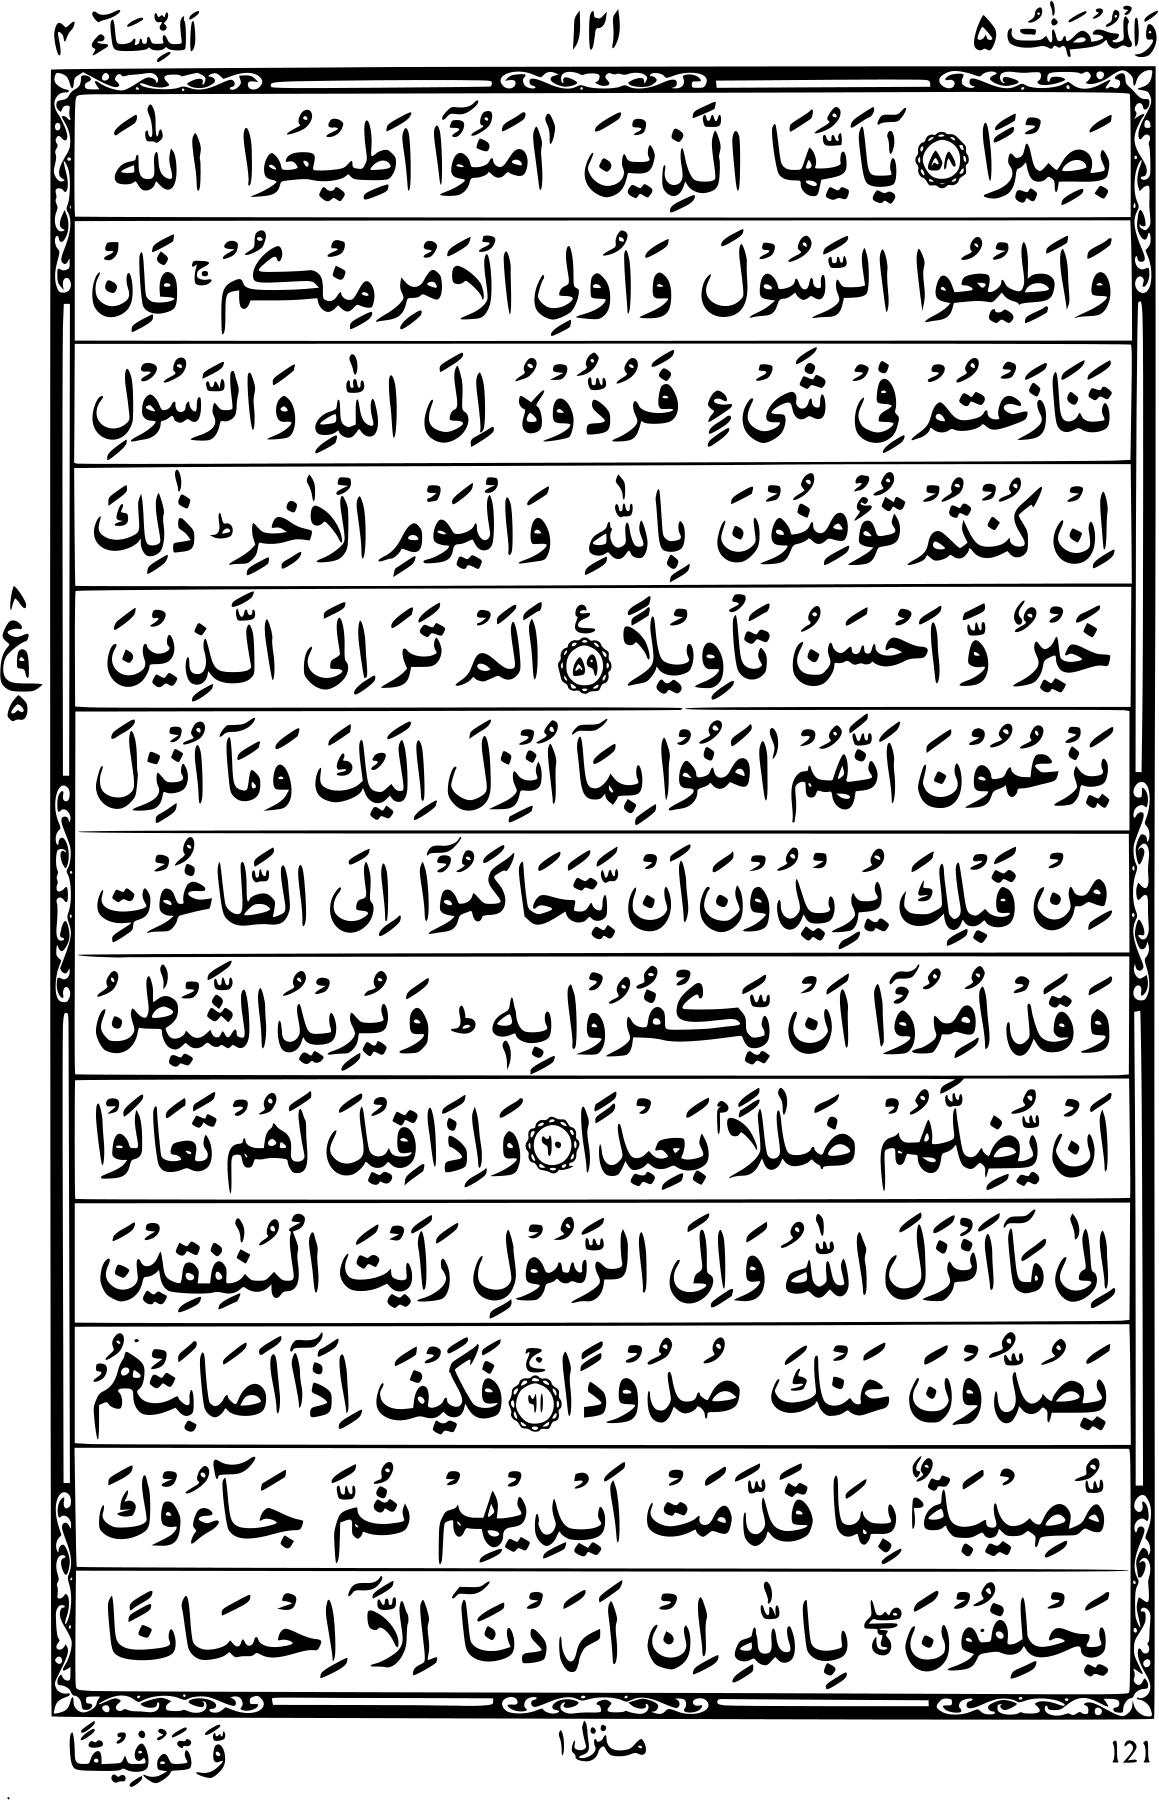 وَالْمُحْصَنٰتُ ۵ ١٢١ اَلنِّسَآء ۴
بَصِيْرًا ﴿۵۸﴾ يٰۤاَيُّهَا الَّذِيْنَ اٰمَنُوْۤا اَطِيْعُوا اللّٰهَ
وَ اَطِيْعُوا الرَّسُوْلَ وَ اُولِي الْاَمْرِ مِنْكُمْ ۚ فَاِنْ
تَنَازَعْتُمْ فِيْ شَيْءٍ فَرُدُّوْهُ اِلَى اللّٰهِ وَ الرَّسُوْلِ
اِنْ كُنْتُمْ تُؤْمِنُوْنَ بِاللّٰهِ وَ الْيَوْمِ الْاٰخِرِ ؕ ذٰلِكَ
خَيْرٌ وَّ اَحْسَنُ تَاْوِيْلًا ﴿۵۹﴾ ع اَلَمْ تَرَ اِلَى الَّذِيْنَ
۸ ع ۹ ۵
يَزْعُمُوْنَ اَنَّهُمْ اٰمَنُوْا بِمَاۤ اُنْزِلَ اِلَيْكَ وَ مَاۤ اُنْزِلَ
مِنْ قَبْلِكَ يُرِيْدُوْنَ اَنْ يَّتَحَاكَمُوْۤا اِلَى الطَّاغُوْتِ
وَ قَدْ اُمِرُوْۤا اَنْ يَّكْفُرُوْا بِهٖ ؕ وَ يُرِيْدُ الشَّيْطٰنُ
اَنْ يُّضِلَّهُمْ ضَلٰلًاۢ بَعِيْدًا ﴿۶۰﴾ وَ اِذَا قِيْلَ لَهُمْ تَعَالَوْا
اِلٰى مَاۤ اَنْزَلَ اللّٰهُ وَ اِلَى الرَّسُوْلِ رَاَيْتَ الْمُنٰفِقِيْنَ
يَصُدُّوْنَ عَنْكَ صُدُوْدًا ﴿۶۱﴾ ۚ فَكَيْفَ اِذَاۤ اَصَابَتْهُمْ
مُّصِيْبَةٌۢ بِمَا قَدَّمَتْ اَيْدِيْهِمْ ثُمَّ جَآءُوْكَ
يَحْلِفُوْنَ ۖۗ بِاللّٰهِ اِنْ اَرَدْنَاۤ اِلَّاۤ اِحْسَانًا
وَّ تَوْفِيْقًا منزل ۱ 121